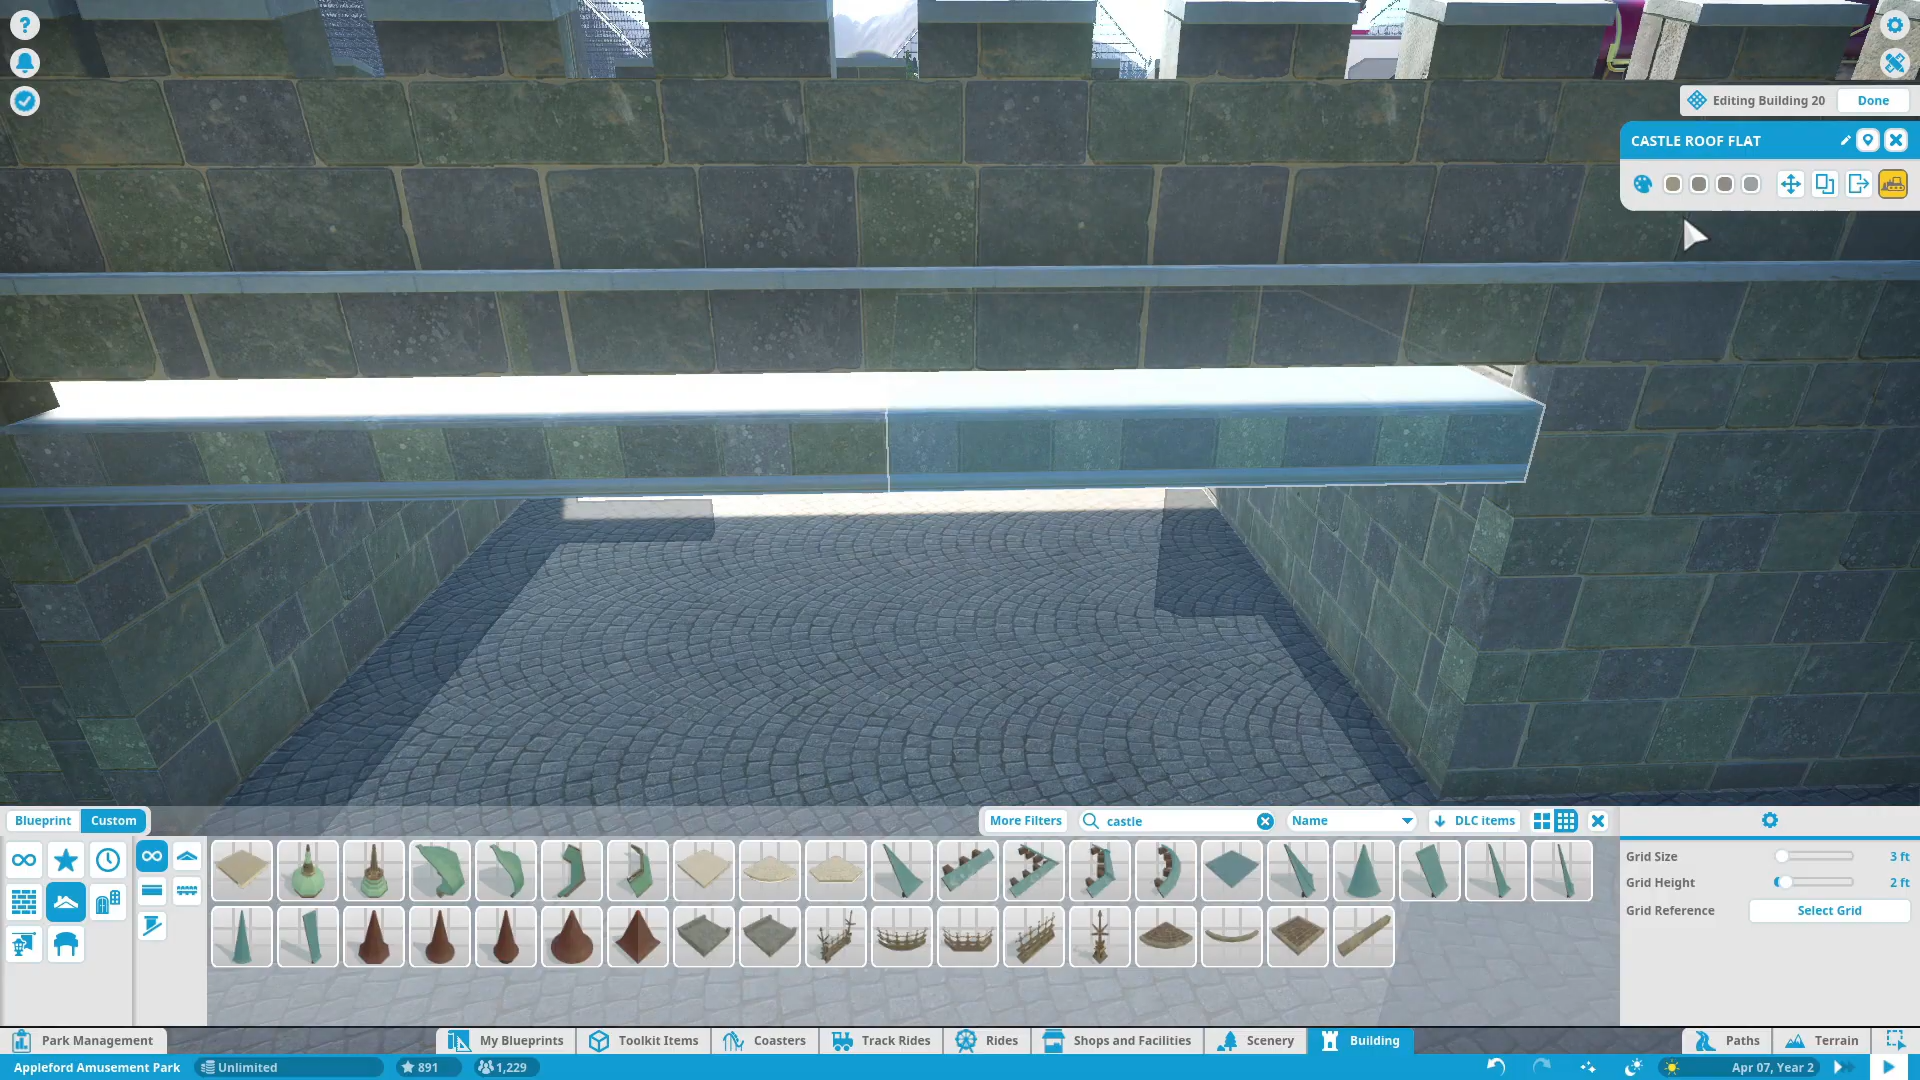 ?
Editing Building 20 Done
CASTLE ROOF FLAT
Blueprint Custom
More Filters castle Name DLC items
Grid Size 3 ft
Grid Height 2 ft
Grid Reference Select Grid
Park Management My Blueprints Toolkit Items Coasters Track Rides Rides Shops and Facilities Scenery Building Paths Terrain
Appleford Amusement Park Unlimited 891 1,229 Apr 07, Year 2